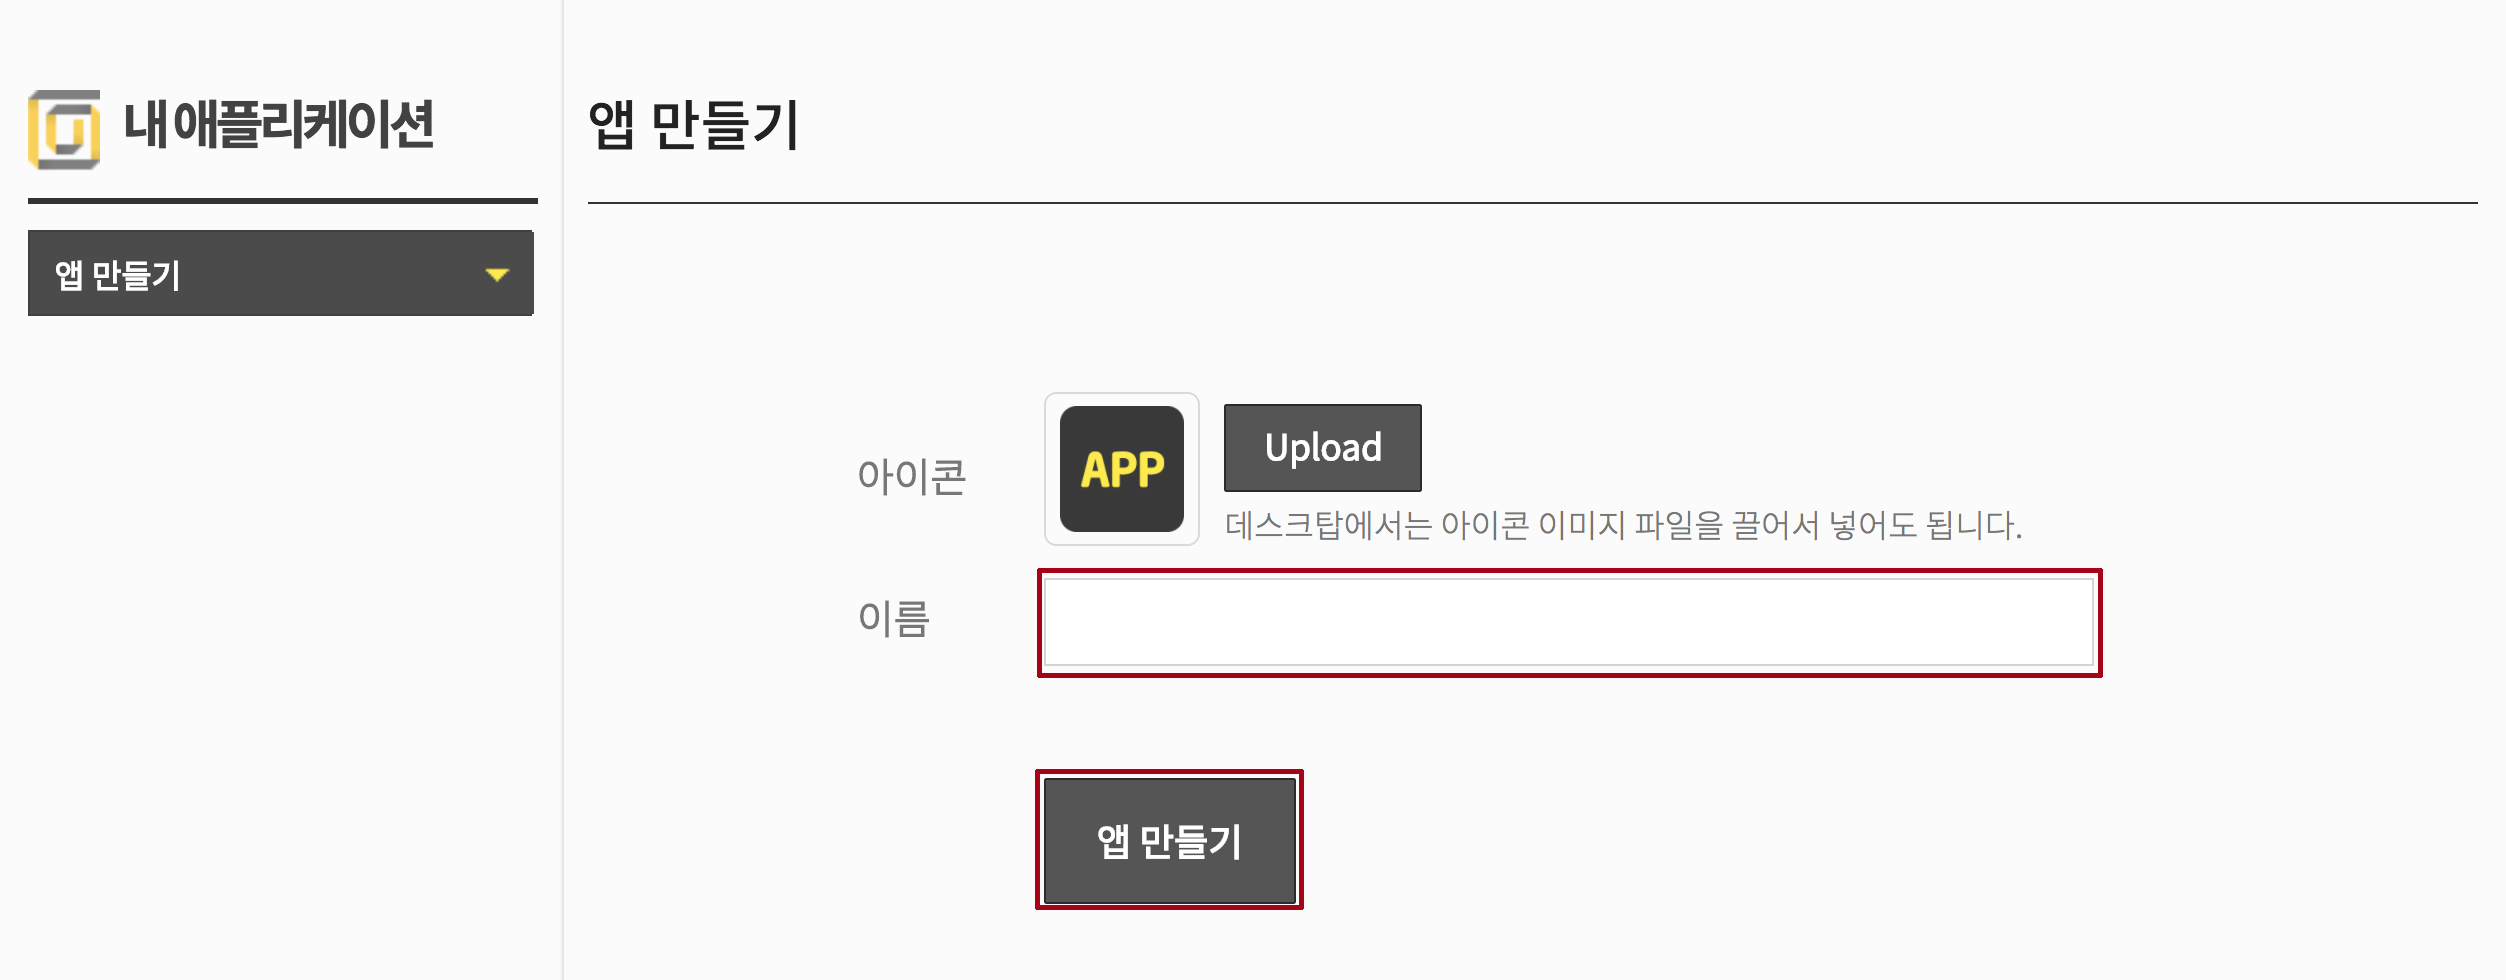 내 애플리케이션
앱 만들기
앱 만들기
아이콘
APP
Upload
데스크탑에서는 아이콘 이미지 파일을 끌어서 넣어도 됩니다.
이름
앱 만들기